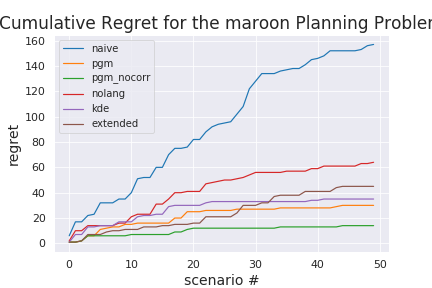 Cumulative Regret for the maroon Planning Problem
naive
pgm
pgm_nocorr
nolang
kde
extended
regret
160
140
120
100
80
60
40
20
0
0 10 20 30 40 50
scenario #